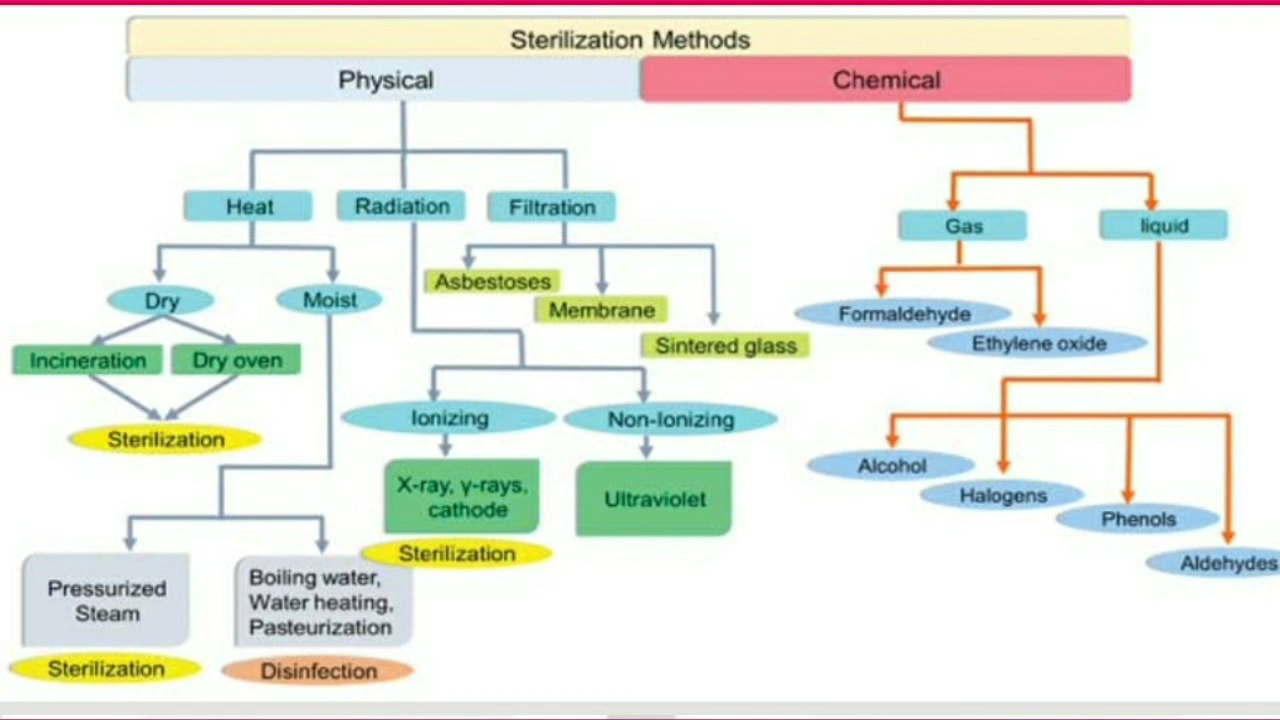 Sterilization Methods
Physical
Chemical
Heat
Radiation
Filtration
Gas
liquid
Asbestoses
Membrane
Sintered glass
Dry
Moist
Formaldehyde
Ethylene oxide
Incineration
Dry oven
Sterilization
Ionizing
Non-Ionizing
X-ray, γ-rays,
cathode
Ultraviolet
Sterilization
Alcohol
Halogens
Phenols
Aldehydes
Pressurized
Steam
Boiling water,
Water heating,
Pasteurization
Sterilization
Disinfection